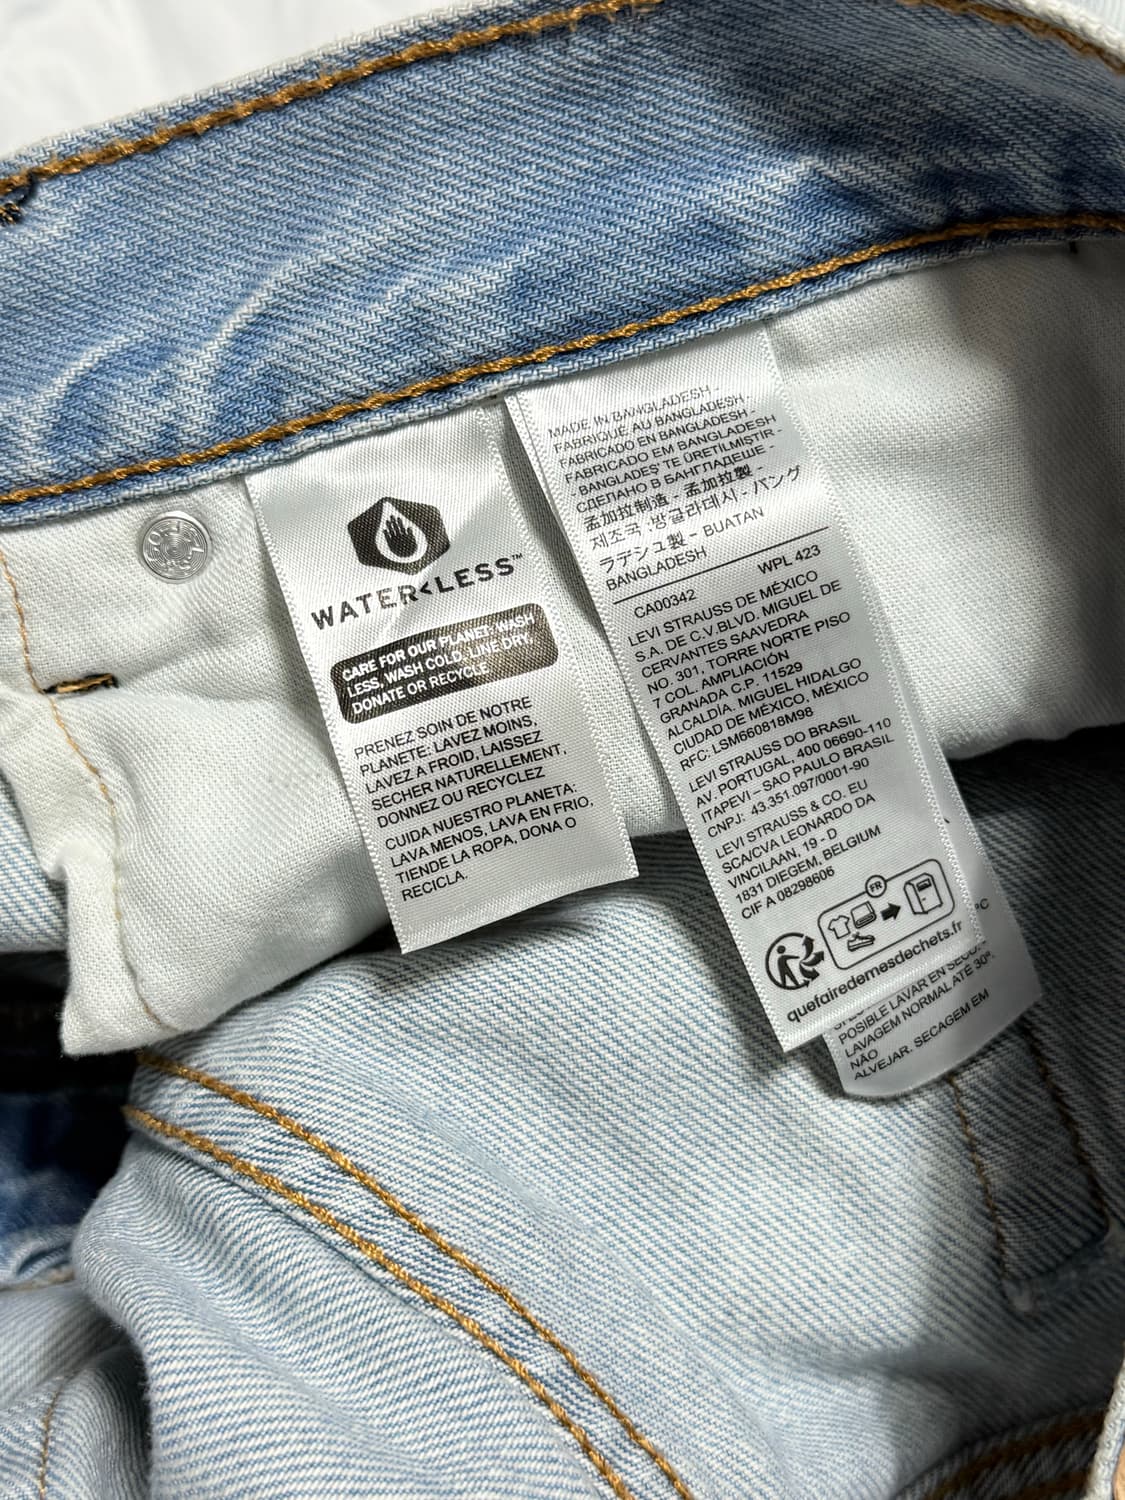 WATER<LESS™
CARE FOR OUR PLANET: WASH
LESS, WASH COLD, LINE DRY,
DONATE OR RECYCLE.
PRENEZ SOIN DE NOTRE
PLANETE: LAVEZ MOINS,
LAVEZ A FROID, LAISSEZ
SECHER NATURELLEMENT,
DONNEZ OU RECYCLEZ
CUIDA NUESTRO PLANETA:
LAVA MENOS, LAVA EN FRIO,
TIENDE LA ROPA, DONA O
RECICLA.
MADE IN BANGLADESH -
FABRIQUÉ AU BANGLADESH -
FABRICADO EN BANGLADESH -
FABRICADO EM BANGLADESH
- BANGLADEŞ' TE ÜRETİLMİŞTİR -
СДЕЛАНО В БАНГЛАДЕШЕ -
孟加拉制造 - 孟加拉製 -
제조국 :방글라데시 - バング
ラデシュ製 - BUATAN
BANGLADESH
CA00342 WPL 423
LEVI STRAUSS DE MÉXICO
S.A. DE C.V.BLVD. MIGUEL DE
CERVANTES SAAVEDRA
NO. 301, TORRE NORTE PISO
7 COL. AMPLIACIÓN
GRANADA C.P. 11529
ALCALDÍA. MIGUEL HIDALGO
CIUDAD DE MÉXICO, MÉXICO
RFC: LSM660818M98
LEVI STRAUSS DO BRASIL
AV. PORTUGAL, 400 06690-110
ITAPEVI – SAO PAULO BRASIL
CNPJ: 43.351.097/0001-90
LEVI STRAUSS & CO. EU
SCA/CVA LEONARDO DA
VINCILAAN, 19 - D
1831 DIEGEM, BELGIUM
CIF A 08298606
FR
quefairedemesdechets.fr
°C
POSIBLE LAVAR EN
LAVAGEM NORMAL ATÉ 30º.
NÃO
ALVEJAR. SECAGEM EM